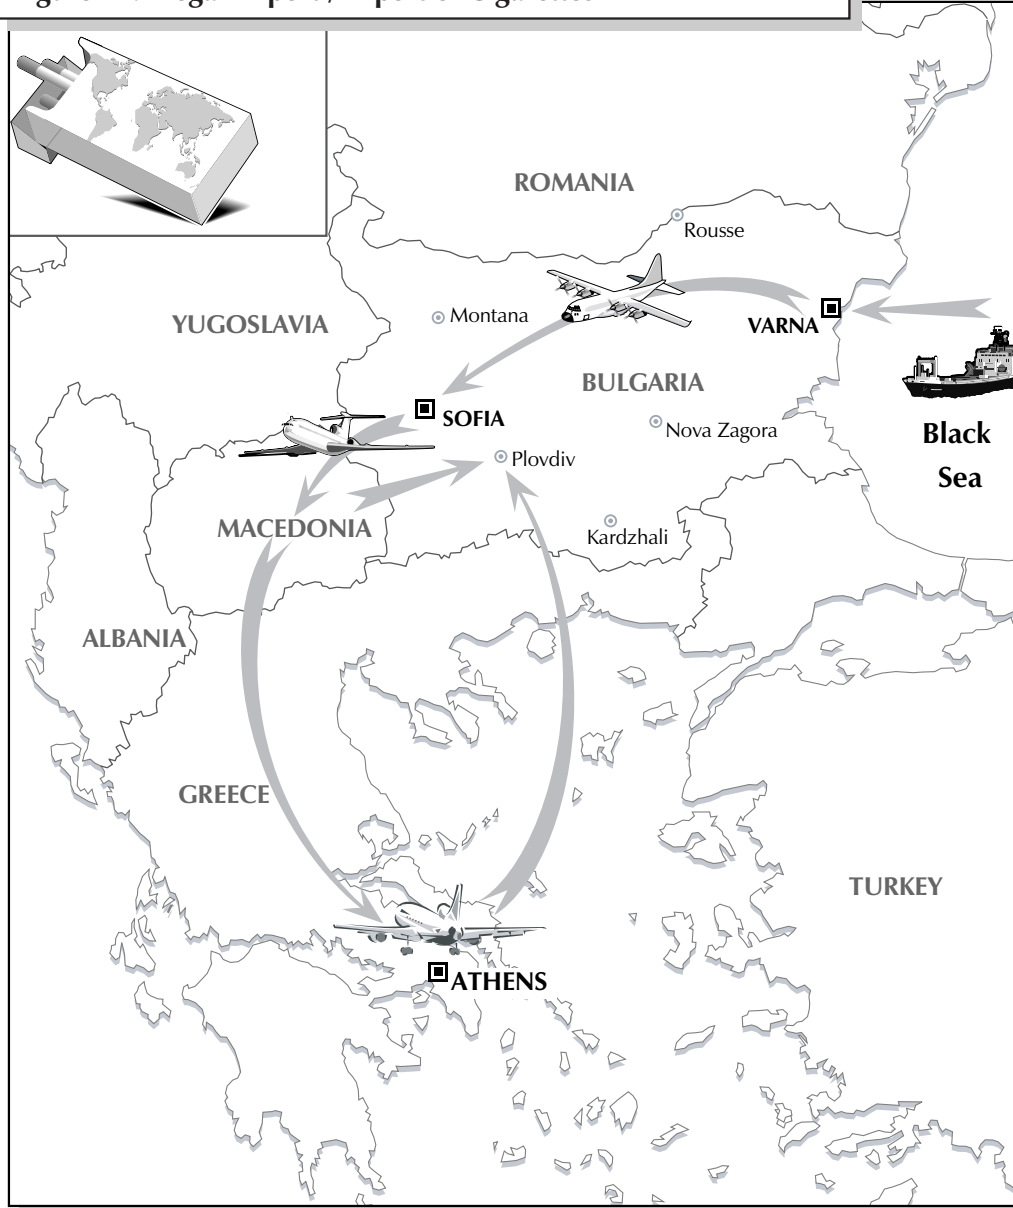 ROMANIA
Rousse
YUGOSLAVIA
Montana
VARNA
BULGARIA
SOFIA
Nova Zagora
Black
Sea
Plovdiv
MACEDONIA
Kardzhali
ALBANIA
GREECE
TURKEY
ATHENS